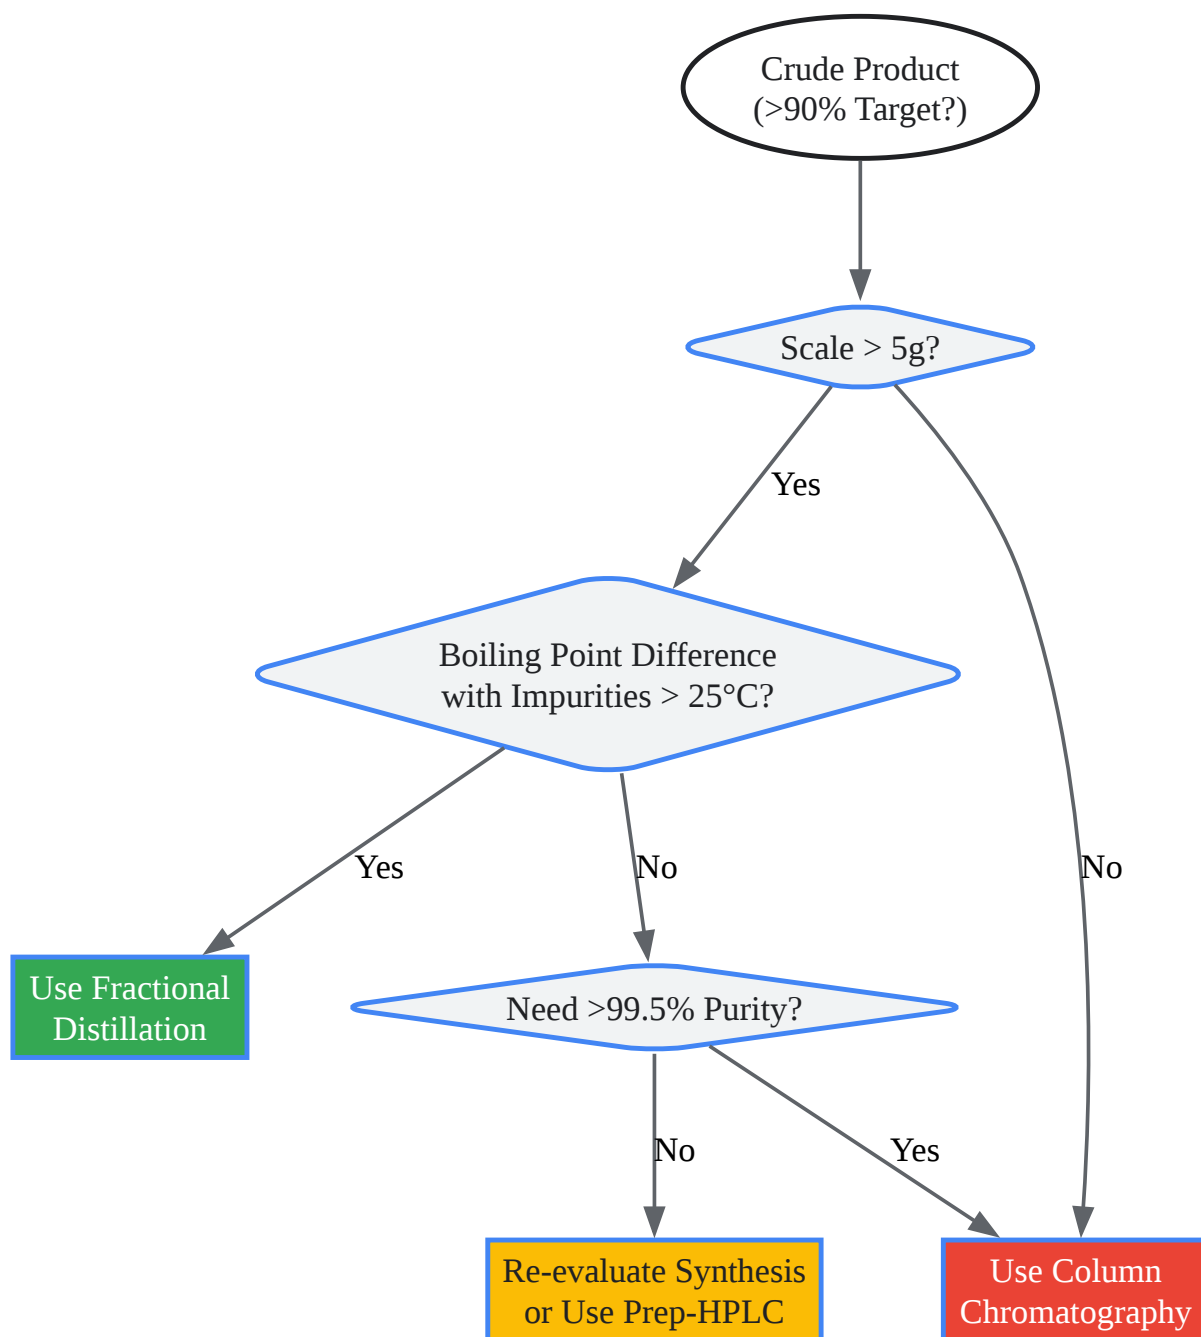 Crude Product
(>90% Target?)
Scale > 5g?
Yes
Boiling Point Difference
with Impurities > 25°C?
Yes
No
No
Use Fractional
Distillation
Need >99.5% Purity?
No
Yes
Re-evaluate Synthesis
or Use Prep-HPLC
Use Column
Chromatography